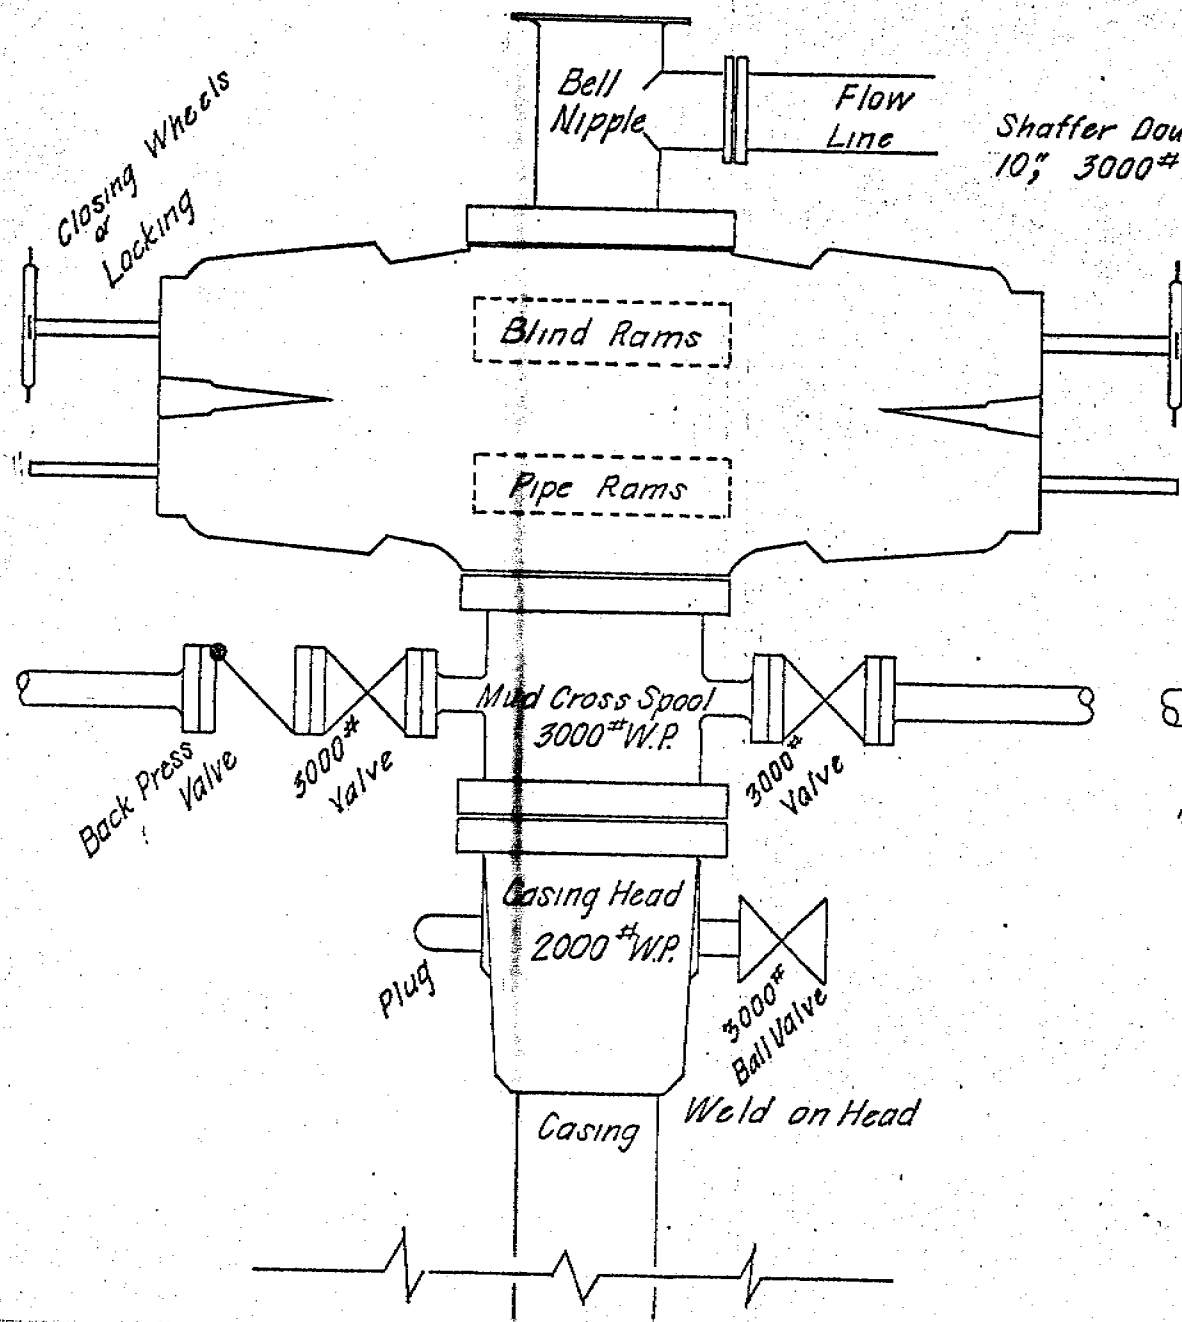 Bell
Nipple
Flow
Line
Shaffer Dou
10", 3000#
Closing Wheels
or
Locking
Blind Rams
Pipe Rams
Mud Cross Spool
3000# W.P.
Back Press
Valve
3000#
Valve
3000#
Valve
Casing Head
2000# W.P.
Plug
3000#
Ball Valve
Weld on Head
Casing